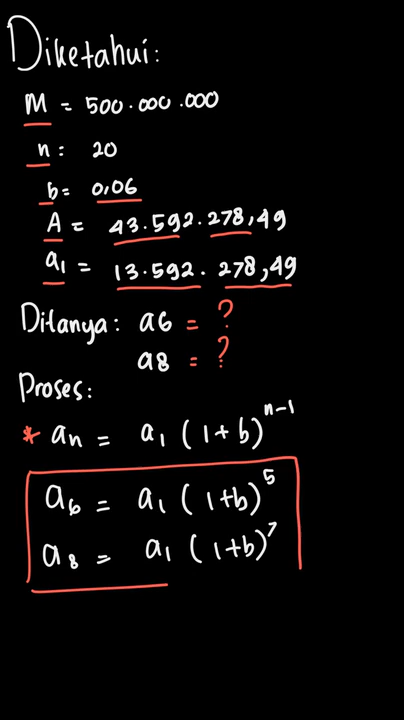 Diketahui:
M = 500.000.000
n: 20
b= 0,06
A = 43.592.278,49
a₁ = 13.592.278,49
Ditanya: a6 = ?
a8 = ?
Proses:
* aₙ = a₁ (1+b)ⁿ⁻¹
a₆ = a₁ (1+b)⁵
a₈ = a₁ (1+b)⁷